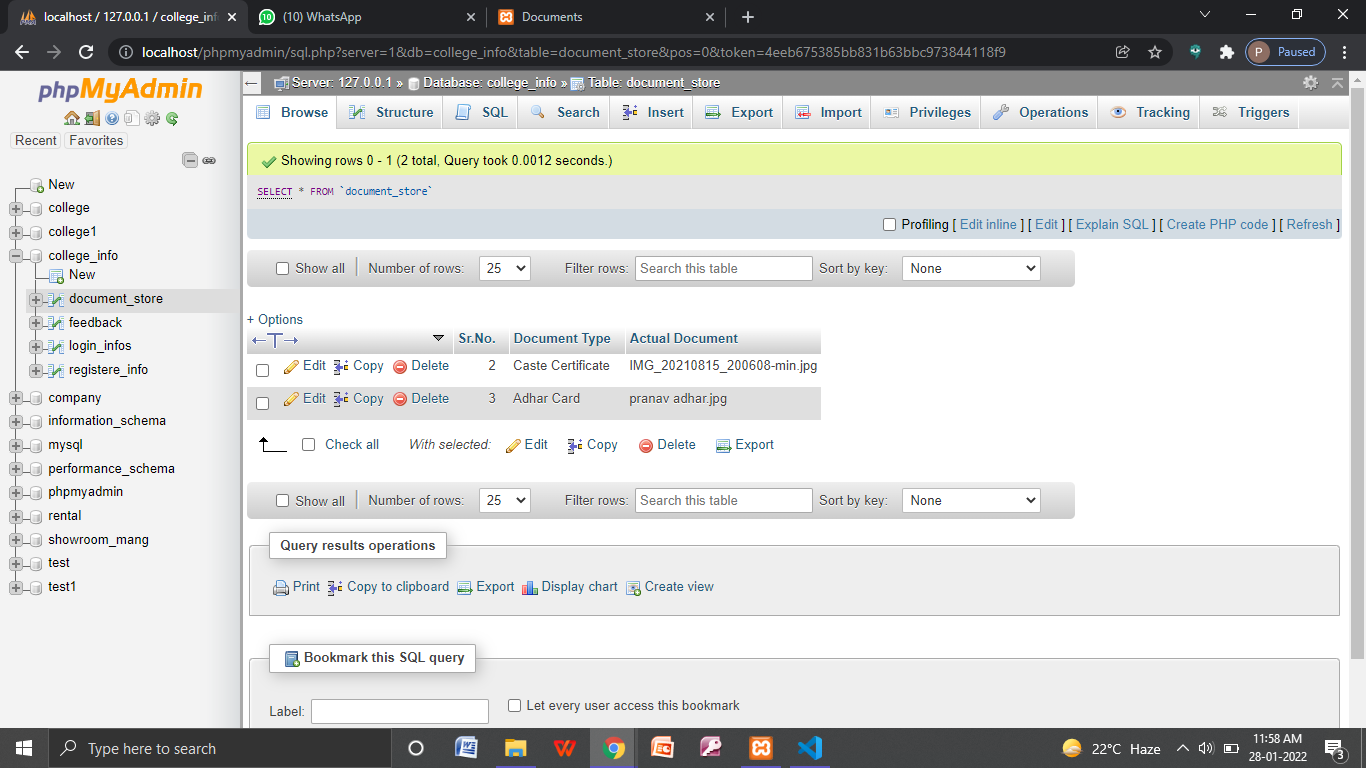 localhost / 127.0.0.1 / college_info
(10) WhatsApp
Documents
localhost/phpmyadmin/sql.php?server=1&db=college_info&table=document_store&pos=0&token=4eeb675385bb831b63bbc973844118f9
P Paused
phpMyAdmin
Recent Favorites
New
college
college1
college_info
New
document_store
feedback
login_infos
registere_info
company
information_schema
mysql
performance_schema
phpmyadmin
rental
showroom_mang
test
test1
Server: 127.0.0.1 » Database: college_info » Table: document_store
Browse Structure SQL Search Insert Export Import Privileges Operations Tracking Triggers
Showing rows 0 - 1 (2 total, Query took 0.0012 seconds.)
SELECT * FROM `document_store`
Profiling [ Edit inline ] [ Edit ] [ Explain SQL ] [ Create PHP code ] [ Refresh ]
Show all Number of rows: 25 Filter rows: Search this table Sort by key: None
+ Options
Sr.No. Document Type Actual Document
Edit Copy Delete 2 Caste Certificate IMG_20210815_200608-min.jpg
Edit Copy Delete 3 Adhar Card pranav adhar.jpg
Check all With selected: Edit Copy Delete Export
Show all Number of rows: 25 Filter rows: Search this table Sort by key: None
Query results operations
Print Copy to clipboard Export Display chart Create view
Bookmark this SQL query
Label: Let every user access this bookmark
Type here to search
22°C Haze
11:58 AM
28-01-2022
3